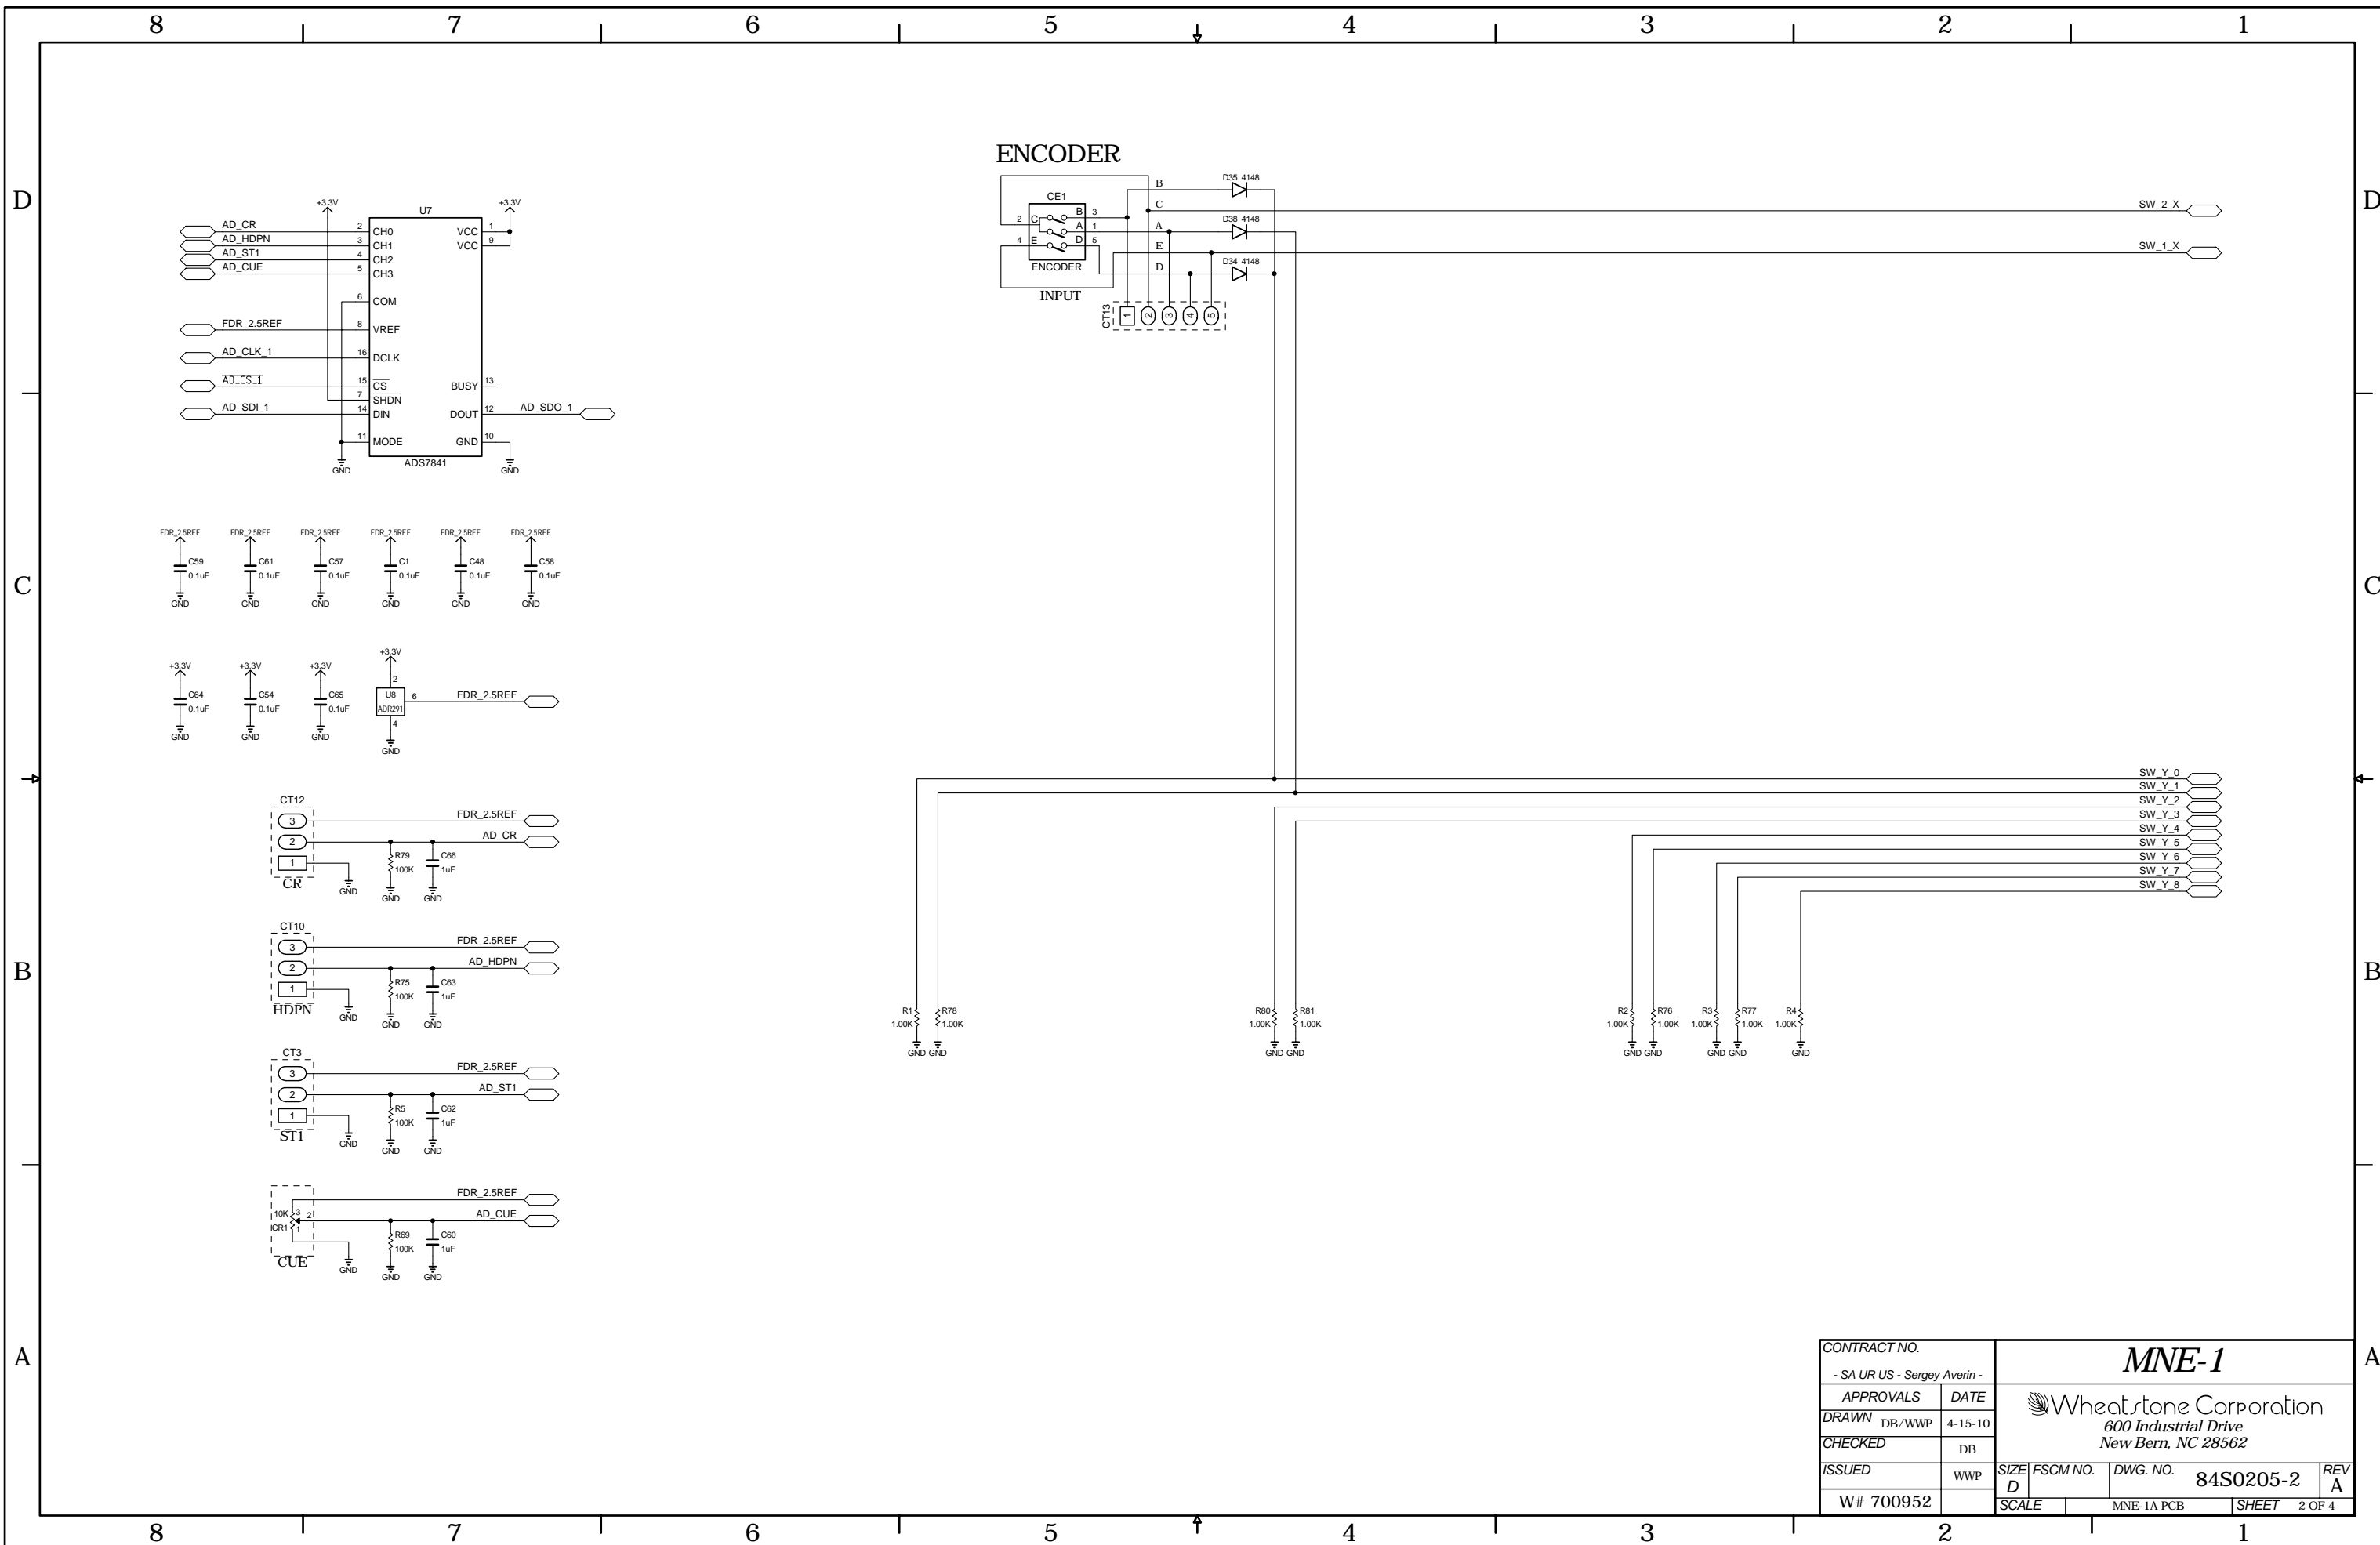 8 7 6 5 4 3 2 1
D
D
C
C
B
B
A
A
ENCODER
CE1
2 C B 3
A 1
4 E D 5
ENCODER
INPUT
B
C
A
E
D
D35 4148
D38 4148
D34 4148
CT13
1 2 3 4 5
SW_2_X
SW_1_X
+3.3V
U7
+3.3V
AD_CR 2 CH0 VCC 1
AD_HDPN 3 CH1 VCC 9
AD_ST1 4 CH2
AD_CUE 5 CH3
6 COM
FDR_2.5REF 8 VREF
AD_CLK_1 16 DCLK
AD_CS_1 15 CS BUSY 13
7 SHDN
AD_SDI_1 14 DIN DOUT 12 AD_SDO_1
11 MODE GND 10
GND ADS7841 GND
FDR_2.5REF FDR_2.5REF FDR_2.5REF FDR_2.5REF FDR_2.5REF FDR_2.5REF
C59 C61 C57 C1 C48 C58
0.1uF 0.1uF 0.1uF 0.1uF 0.1uF 0.1uF
GND GND GND GND GND GND
+3.3V +3.3V +3.3V +3.3V
C64 C54 C65
0.1uF 0.1uF 0.1uF
GND GND GND
2
U8
ADR291
6 FDR_2.5REF
4
GND
CT12
3 FDR_2.5REF
2 AD_CR
1
CR
GND
R79
100K
GND
C66
1uF
GND
CT10
3 FDR_2.5REF
2 AD_HDPN
1
HDPN
GND
R75
100K
GND
C63
1uF
GND
CT3
3 FDR_2.5REF
2 AD_ST1
1
ST1
GND
R5
100K
GND
C62
1uF
GND
10K 3 2
CR1 1
CUE
FDR_2.5REF
AD_CUE
GND
R69
100K
GND
C60
1uF
GND
SW_Y_0
SW_Y_1
SW_Y_2
SW_Y_3
SW_Y_4
SW_Y_5
SW_Y_6
SW_Y_7
SW_Y_8
R1 R78 R80 R81 R2 R76 R3 R77 R4
1.00K 1.00K 1.00K 1.00K 1.00K 1.00K 1.00K 1.00K 1.00K
GND GND GND GND GND GND GND GND GND
CONTRACT NO.
- SA UR US - Sergey Averin -
APPROVALS DATE
DRAWN DB/WWP 4-15-10
CHECKED DB
ISSUED WWP
W# 700952
MNE-1
Wheatstone Corporation
600 Industrial Drive
New Bern, NC 28562
SIZE D FSCM NO. DWG. NO. 84S0205-2 REV A
SCALE MNE-1A PCB SHEET 2 OF 4
8 7 6 5 4 3 2 1